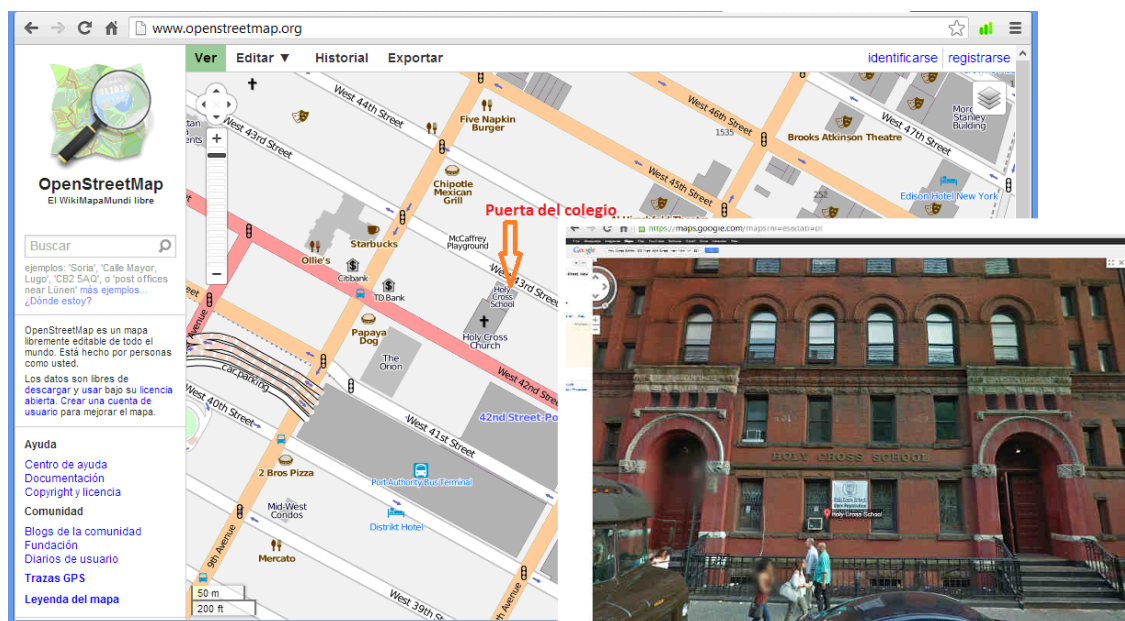 www.openstreetmap.org
Ver
Editar ▼
Historial
Exportar
identificarse
registrarse
OpenStreetMap
El WikiMapaMundi libre
Buscar
ejemplos: 'Soria', 'Calle Mayor,
Lugo', 'CB2 5AQ', o 'post offices
near Lünen' más ejemplos...
¿Dónde estoy?
OpenStreetMap es un mapa
libremente editable de todo el
mundo. Está hecho por personas
como usted.
Los datos son libres de
descargar y usar bajo su licencia
abierta. Crear una cuenta de
usuario para mejorar el mapa.
Ayuda
Centro de ayuda
Documentación
Copyright y licencia
Comunidad
Blogs de la comunidad
Fundación
Diarios de usuario
Trazas GPS
Leyenda del mapa
West 44th Street
West 43rd Street
Five Napkin
Burger
West 46th Street
1535
Brooks Atkinson Theatre
West 47th Street
Morgan
Stanley
Building
Chipotle
Mexican
Grill
West 45th Street
252
Edison Hotel New York
Puerta del colegio
Starbucks
McCaffrey
Playground
Ollie's
Citibank
TD Bank
West 43rd Street
Holy
Cross
School
Papaya
Dog
Holy Cross
Church
The
Orion
West 42nd Street
car parking
West 40th Street
42nd Street-Po
West 41st Street
2 Bros Pizza
Port Authority Bus Terminal
Mid-West
Condos
Distrikt Hotel
9th Avenue
Mercato
Avenue
50 m
200 ft
West 39th
https://maps.google.com/maps?hl=es&tab=
Google
HOLY CROSS SCHOOL
Holy Cross School